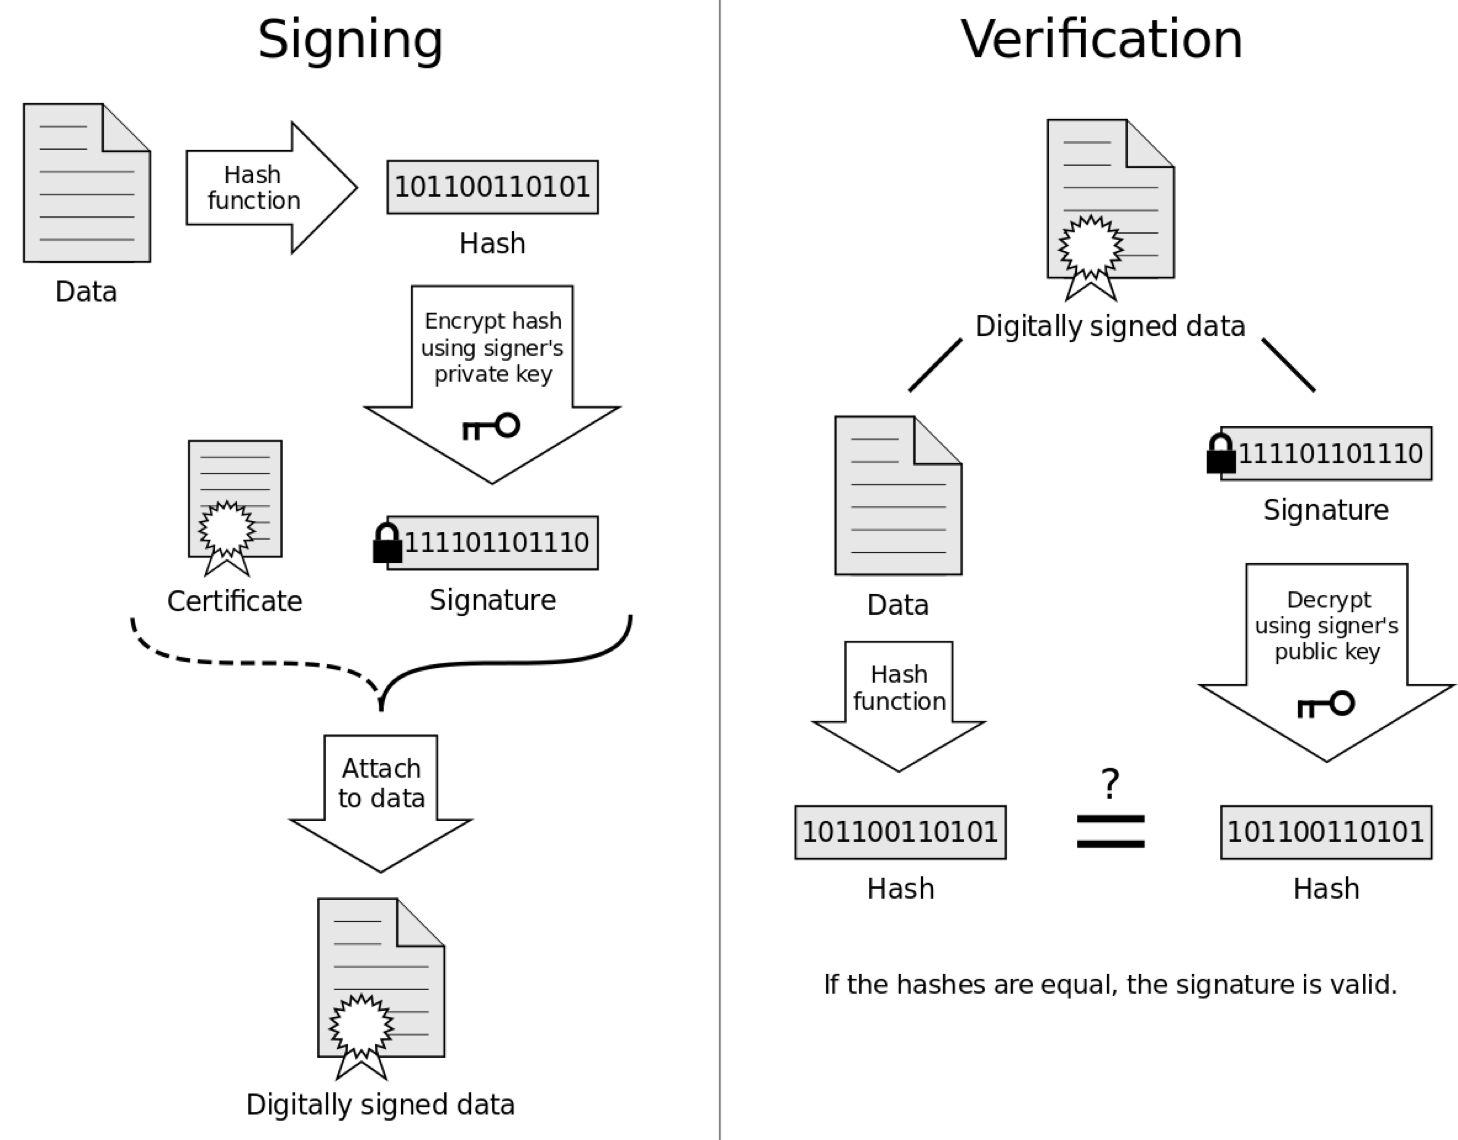 Signing
Hash
function
101100110101
Hash
Data
Encrypt hash
using signer's
private key
111101101110
Certificate
Signature
Attach
to data
Digitally signed data
Verification
Digitally signed data
111101101110
Signature
Data
Decrypt
using signer's
public key
Hash
function
?
101100110101
101100110101
Hash
Hash
If the hashes are equal, the signature is valid.